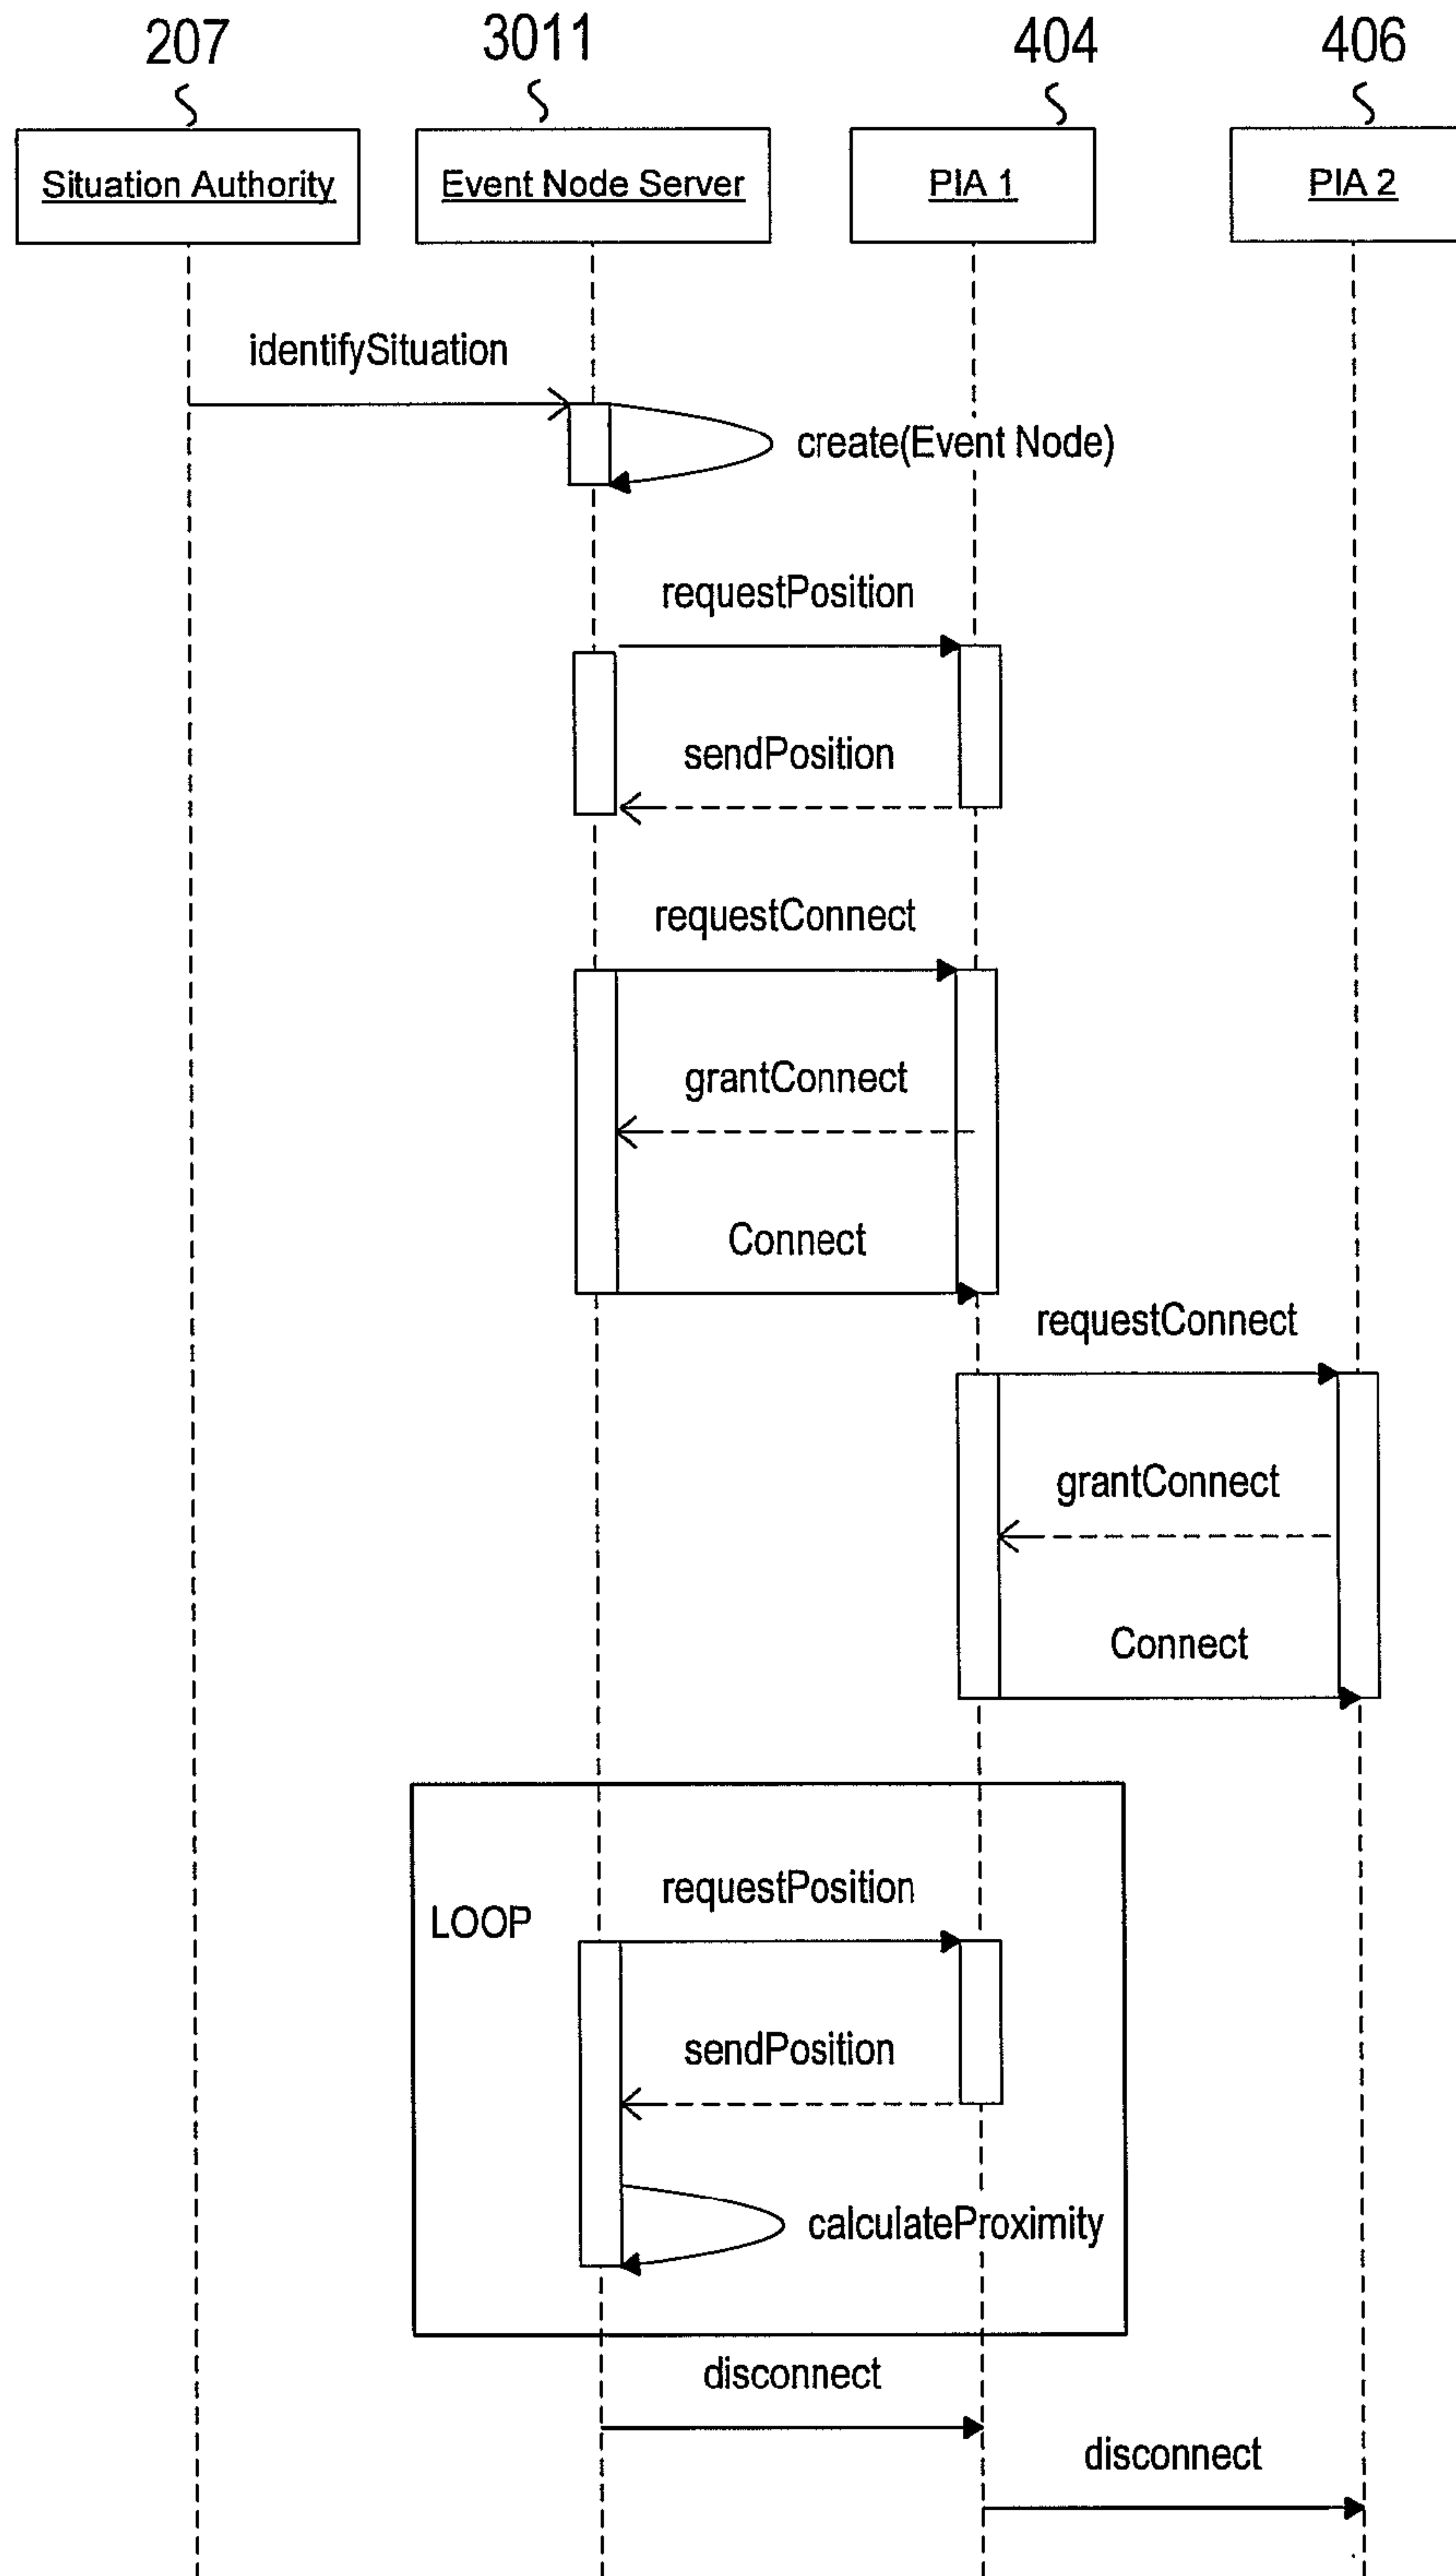 207
3011
404
406
Situation Authority
Event Node Server
PIA 1
PIA 2
identifySituation
create(Event Node)
requestPosition
sendPosition
requestConnect
grantConnect
Connect
requestConnect
grantConnect
Connect
requestPosition
LOOP
sendPosition
calculateProximity
disconnect
disconnect